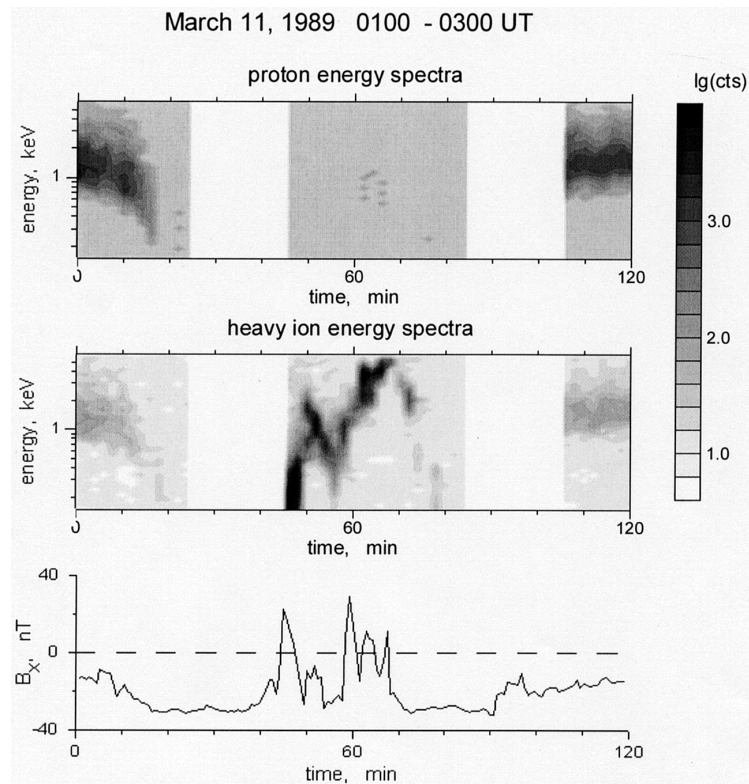 March 11, 1989 0100 - 0300 UT
proton energy spectra
lg(cts)
energy, keV
1
0
60
120
time, min
3.0
2.0
1.0
heavy ion energy spectra
energy, keV
1
0
60
120
time, min
40
0
-40
B_X', nT
0
60
120
time, min